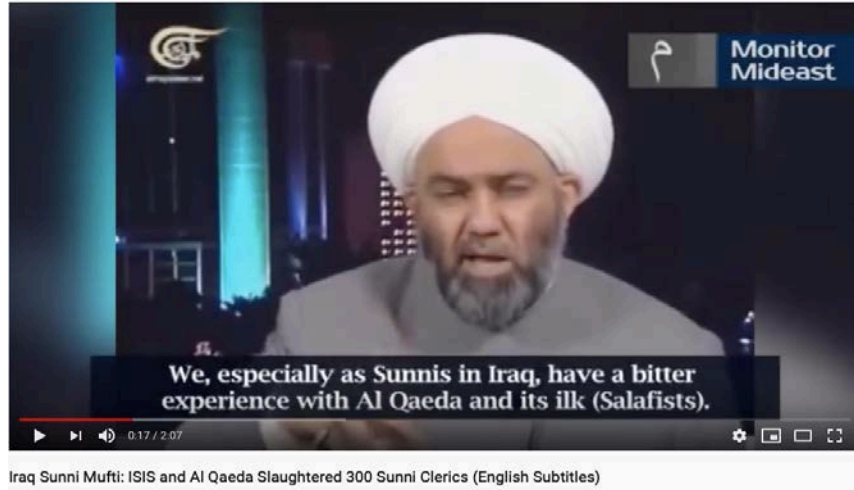 م
Monitor
Mideast
We, especially as Sunnis in Iraq, have a bitter
experience with Al Qaeda and its ilk (Salafists).
0:17 / 2:07
Iraq Sunni Mufti: ISIS and Al Qaeda Slaughtered 300 Sunni Clerics (English Subtitles)